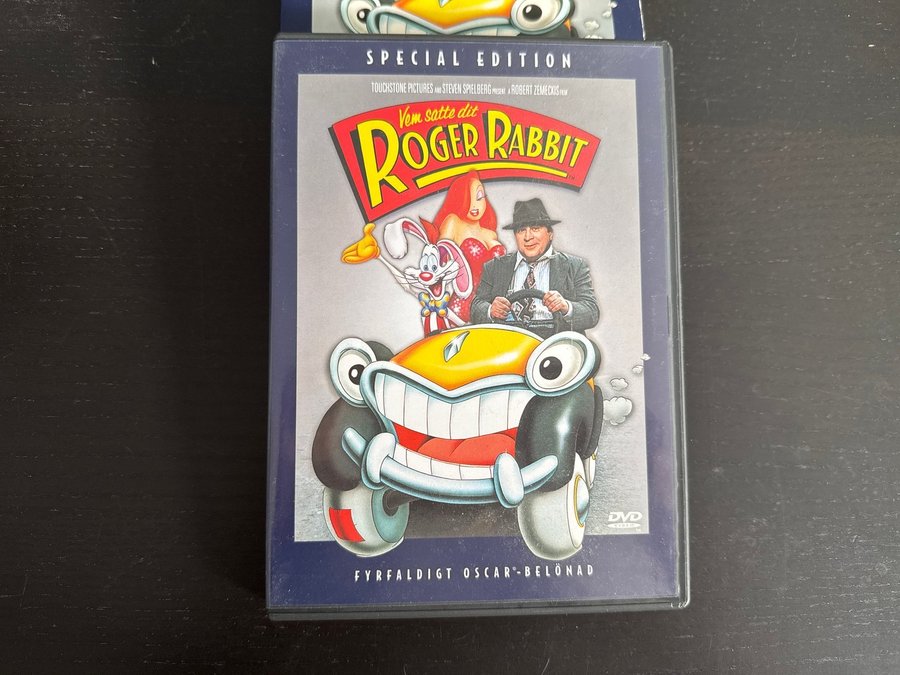 SPECIAL EDITION
TOUCHSTONE PICTURES AND STEVEN SPIELBERG PRESENT A ROBERT ZEMECKIS FILM
Vem satte dit
ROGER RABBIT
DVD
VIDEO
FYRFALDIGT OSCAR®-BELÖNAD